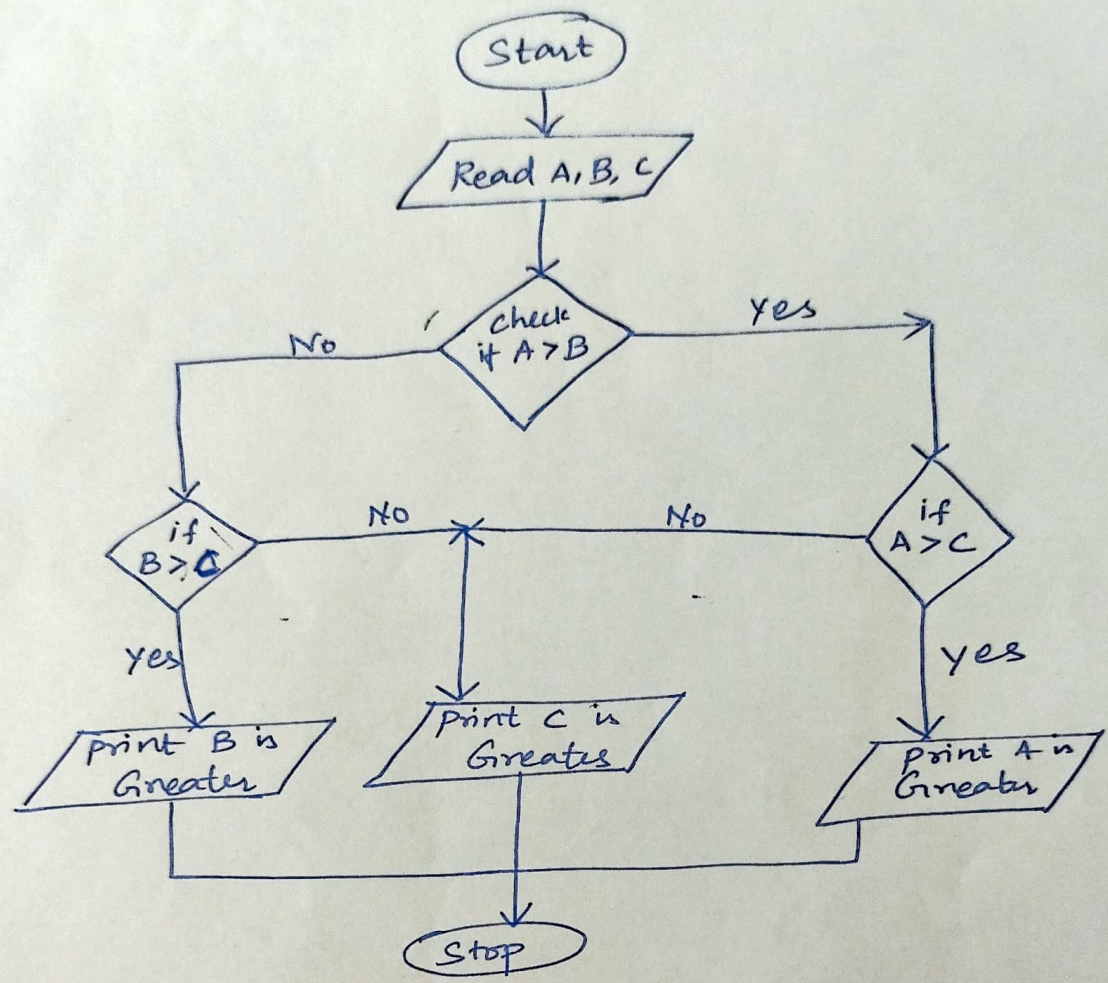 Start
Read A, B, C
Check
if A > B
No
Yes
if
B > C
No
No
if
A > C
Yes
Yes
Print B is
Greater
Print C is
Greater
Print A is
Greater
Stop